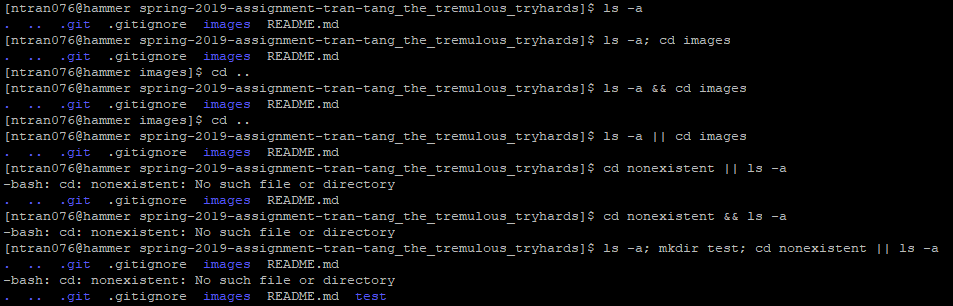 [ntran076@hammer spring-2019-assignment-tran-tang_the_tremulous_tryhards]$ ls -a
.  ..  .git  .gitignore  images  README.md
[ntran076@hammer spring-2019-assignment-tran-tang_the_tremulous_tryhards]$ ls -a; cd images
.  ..  .git  .gitignore  images  README.md
[ntran076@hammer images]$ cd ..
[ntran076@hammer spring-2019-assignment-tran-tang_the_tremulous_tryhards]$ ls -a && cd images
.  ..  .git  .gitignore  images  README.md
[ntran076@hammer images]$ cd ..
[ntran076@hammer spring-2019-assignment-tran-tang_the_tremulous_tryhards]$ ls -a || cd images
.  ..  .git  .gitignore  images  README.md
[ntran076@hammer spring-2019-assignment-tran-tang_the_tremulous_tryhards]$ cd nonexistent || ls -a
-bash: cd: nonexistent: No such file or directory
.  ..  .git  .gitignore  images  README.md
[ntran076@hammer spring-2019-assignment-tran-tang_the_tremulous_tryhards]$ cd nonexistent && ls -a
-bash: cd: nonexistent: No such file or directory
[ntran076@hammer spring-2019-assignment-tran-tang_the_tremulous_tryhards]$ ls -a; mkdir test; cd nonexistent || ls -a
.  ..  .git  .gitignore  images  README.md
-bash: cd: nonexistent: No such file or directory
.  ..  .git  .gitignore  images  README.md  test